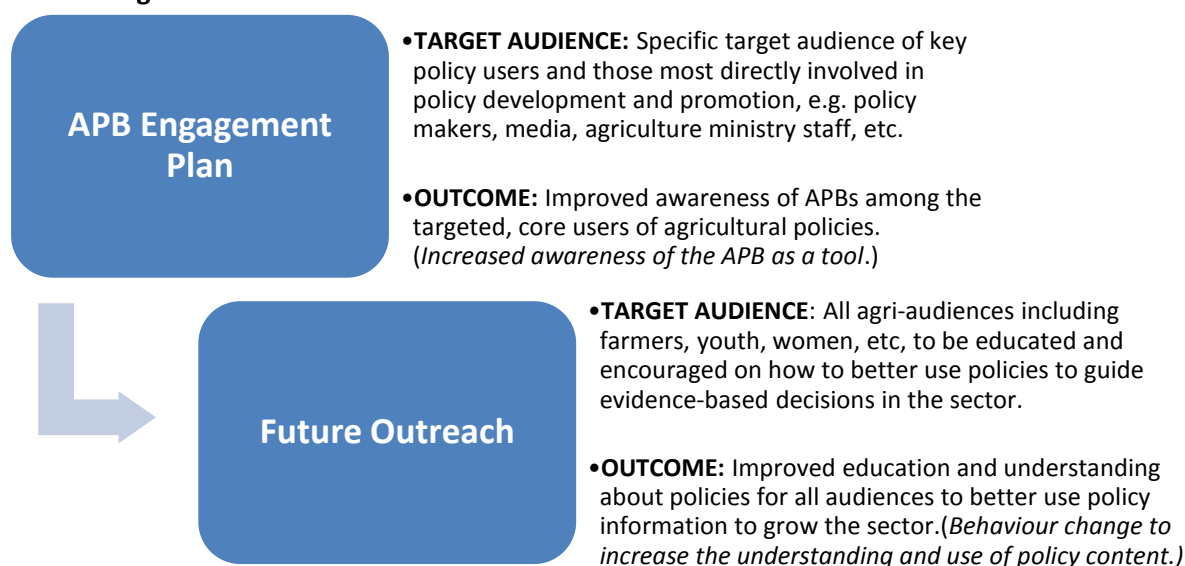 APB Engagement
Plan
•TARGET AUDIENCE: Specific target audience of key
policy users and those most directly involved in
policy development and promotion, e.g. policy
makers, media, agriculture ministry staff, etc.
•OUTCOME: Improved awareness of APBs among the
targeted, core users of agricultural policies.
(Increased awareness of the APB as a tool.)
Future Outreach
•TARGET AUDIENCE: All agri-audiences including
farmers, youth, women, etc, to be educated and
encouraged on how to better use policies to guide
evidence-based decisions in the sector.
•OUTCOME: Improved education and understanding
about policies for all audiences to better use policy
information to grow the sector.(Behaviour change to
increase the understanding and use of policy content.)